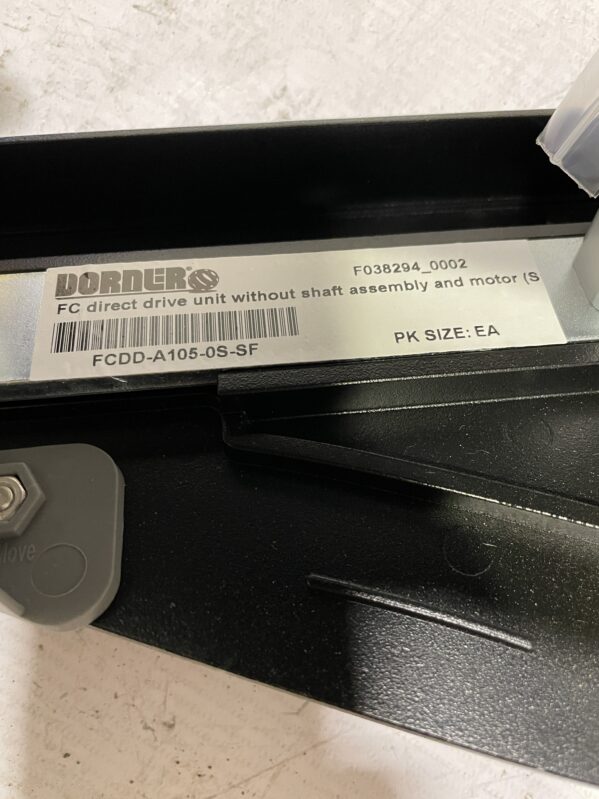 DORNER
F038294_0002
FC direct drive unit without shaft assembly and motor (S
FCDD-A105-0S-SF
PK SIZE: EA